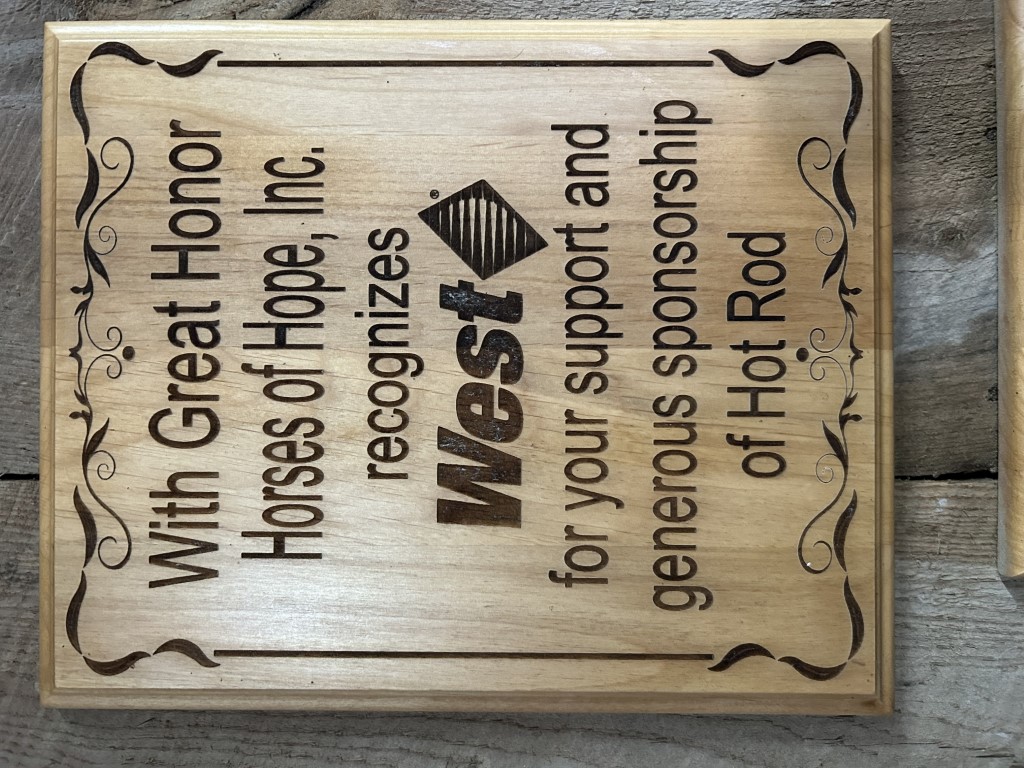 With Great Honor
Horses of Hope, Inc.
recognizes
West®
for your support and
generous sponsorship
of Hot Rod